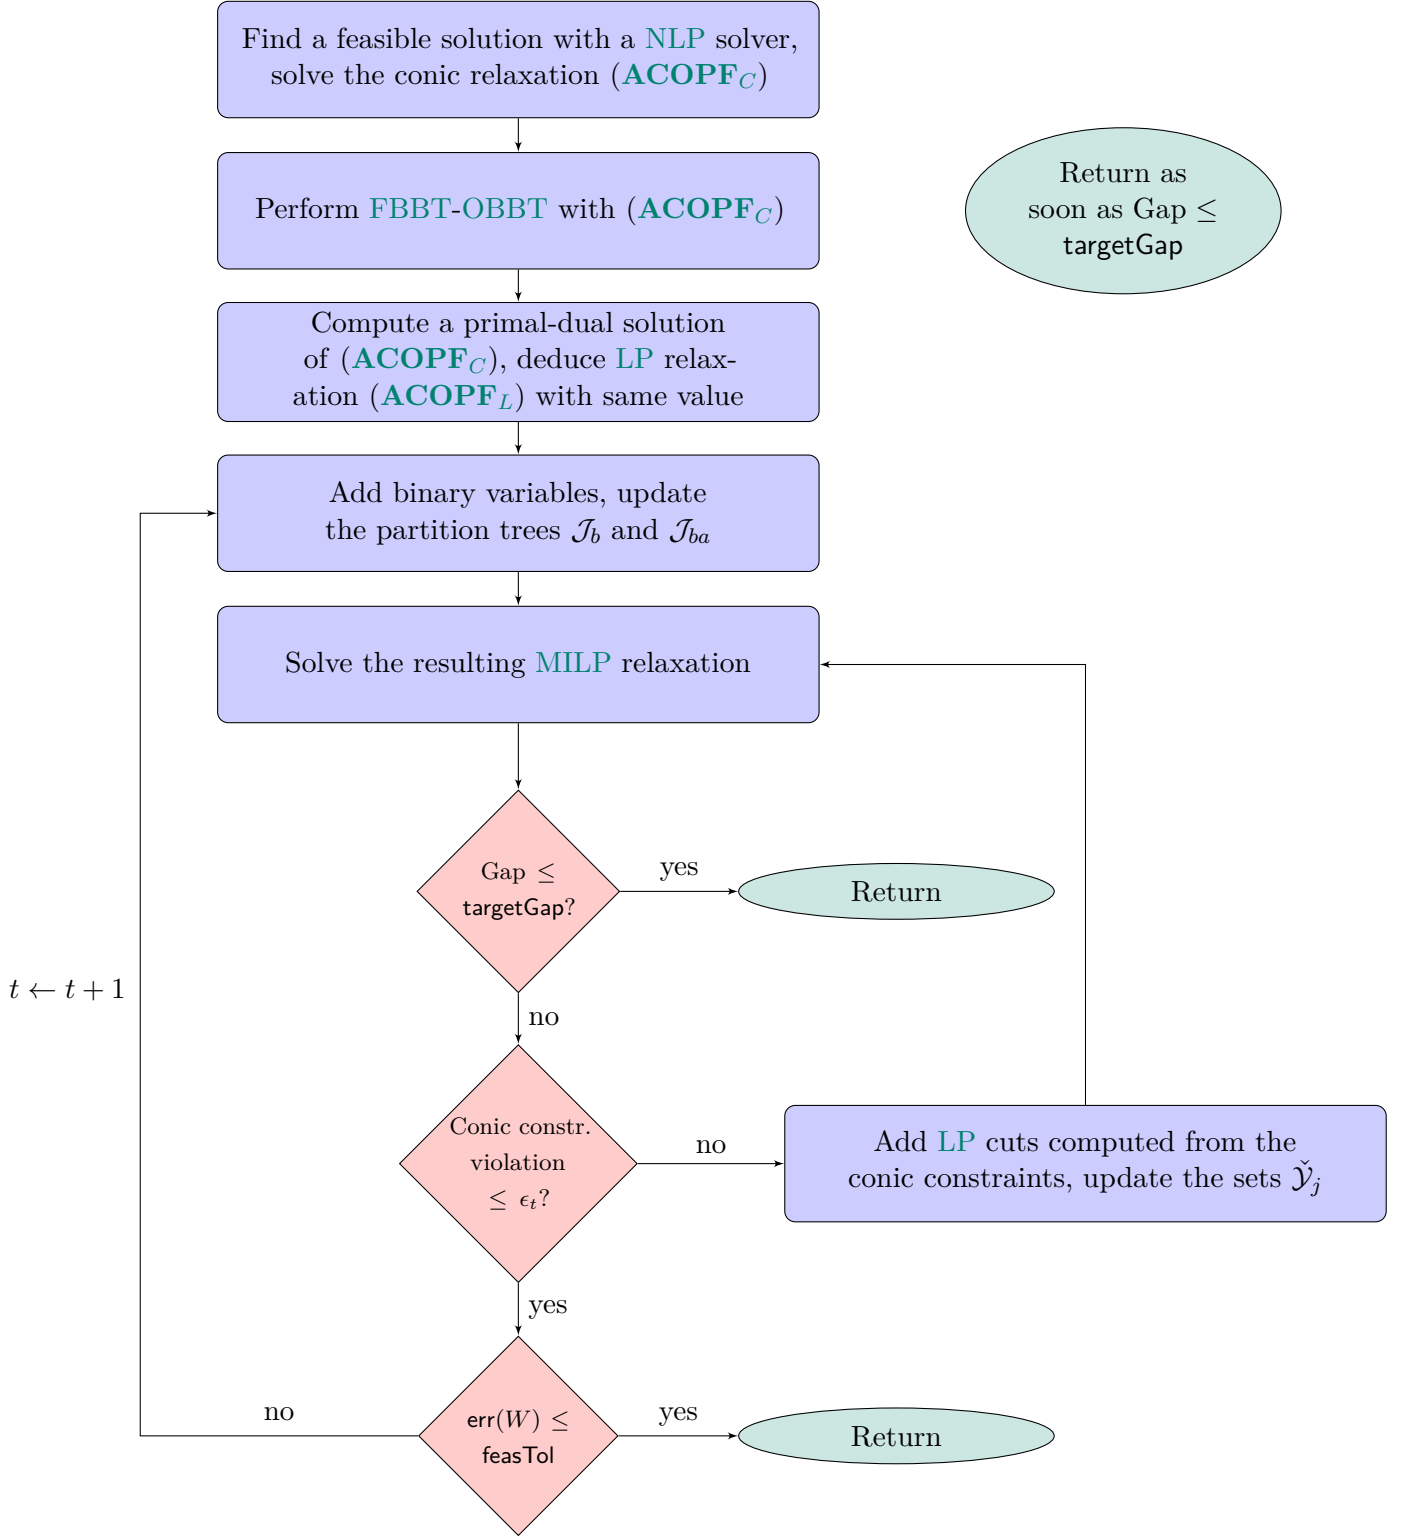 Find a feasible solution with a NLP solver,
solve the conic relaxation (ACOPF_C)
Perform FBBT-OBBT with (ACOPF_C)
Return as
soon as Gap ≤
targetGap
Compute a primal-dual solution
of (ACOPF_C), deduce LP relax-
ation (ACOPF_L) with same value
Add binary variables, update
the partition trees 𝒥_b and 𝒥_ba
Solve the resulting MILP relaxation
Gap ≤
targetGap?
yes
Return
no
t ← t + 1
Conic constr.
violation
≤ ϵ_t?
no
Add LP cuts computed from the
conic constraints, update the sets 𝒴̌_j
yes
err(W) ≤
feasTol
no
yes
Return